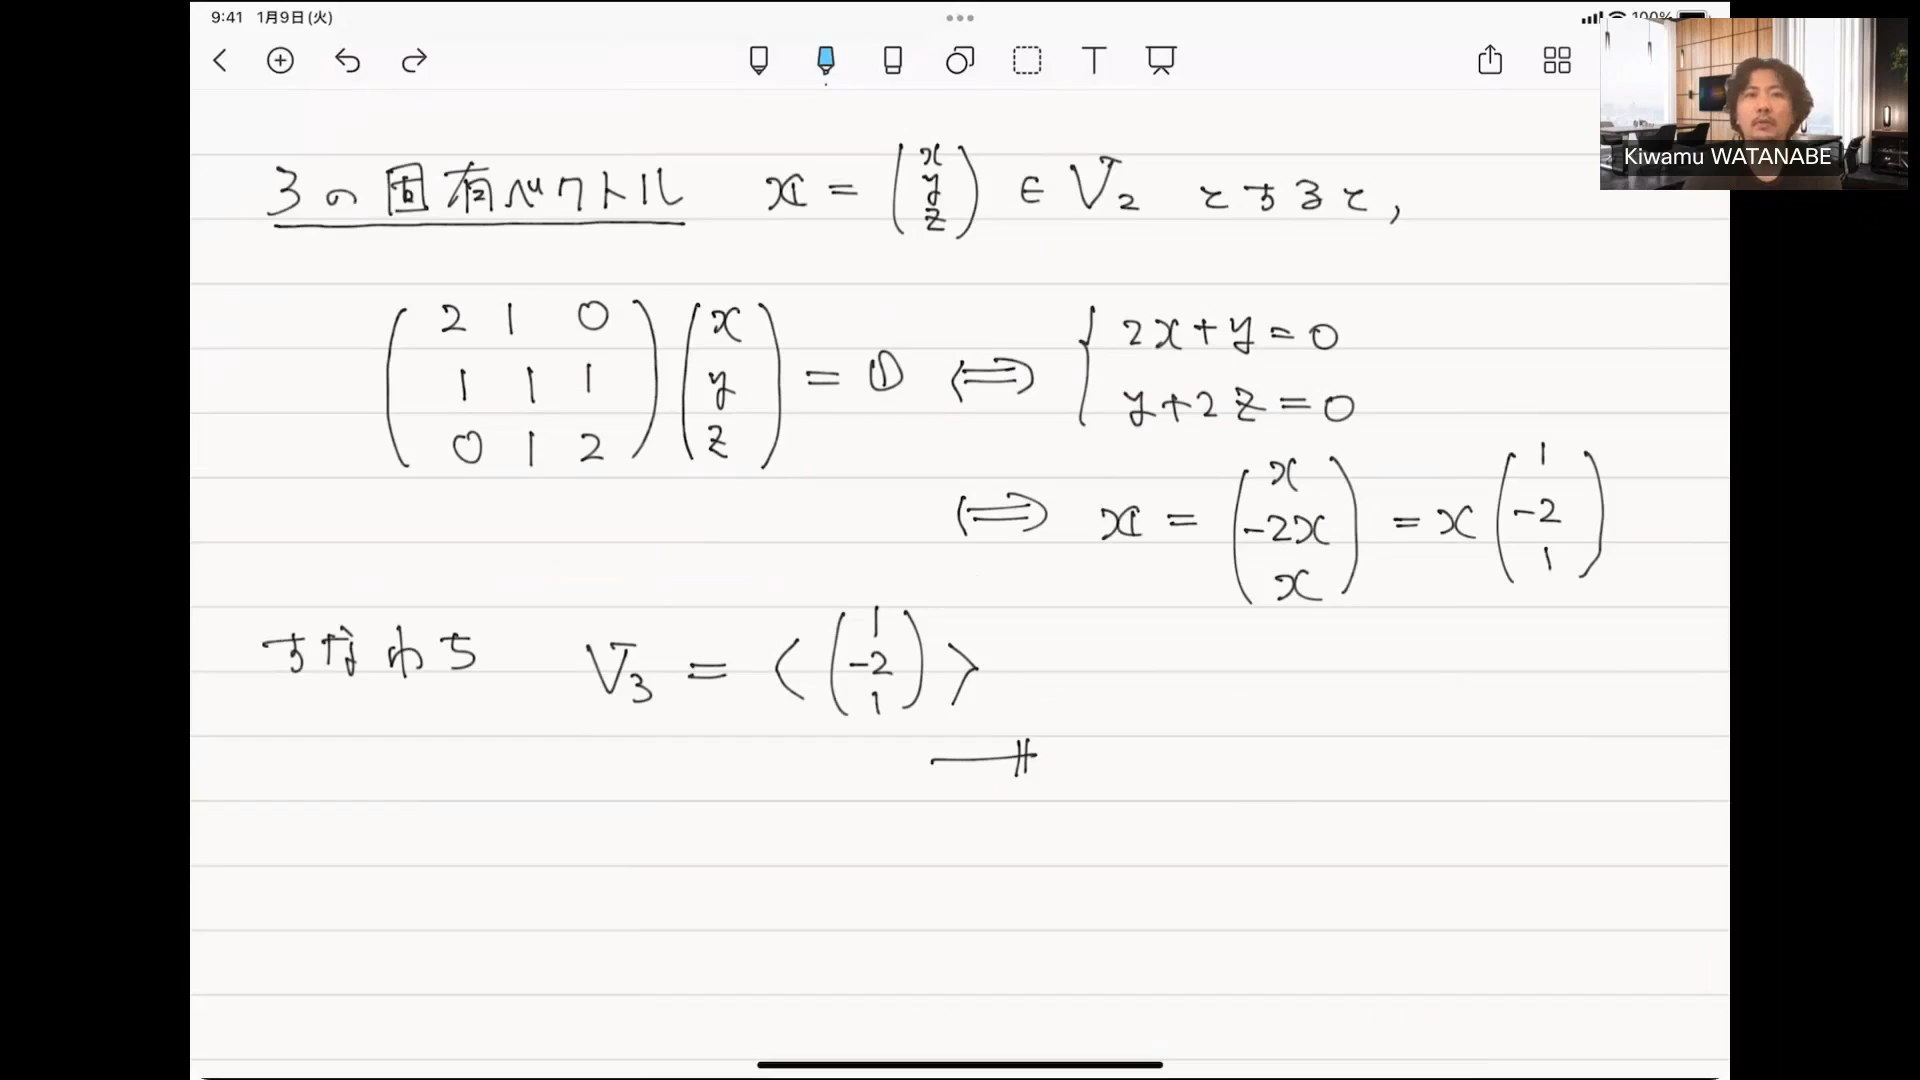 9:41 1月9日(火)
100%
Kiwamu WATANABE
3の固有ベクトル 𝕩 = (x y z) ∈ V₂ とすると,
(2 1 0 / 1 1 1 / 0 1 2)(x y z) = 𝟘 ⟺ { 2x+y=0
y+2z=0
⟺ 𝕩 = (x -2x x) = x (1 -2 1)
すなわち V₃ = ⟨ (1 -2 1) ⟩